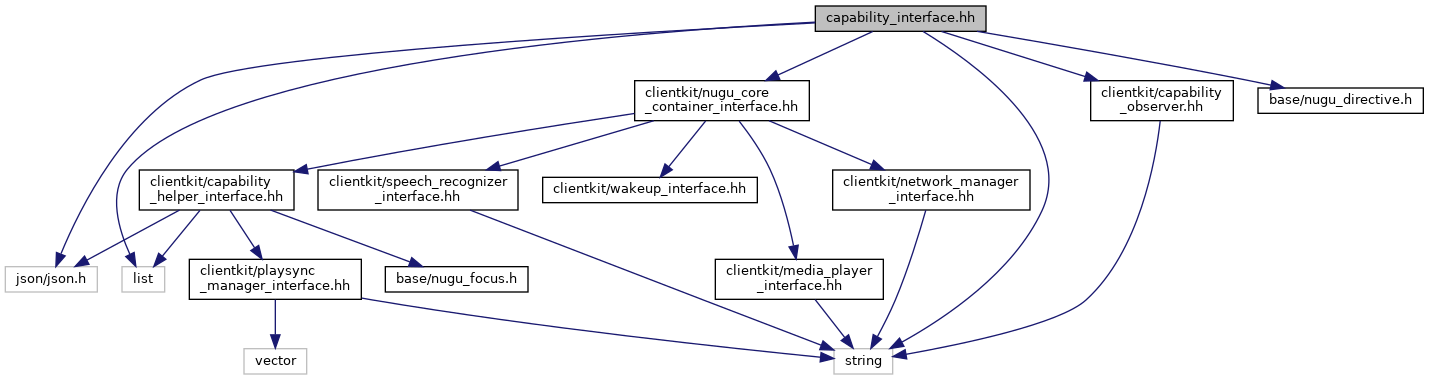 capability_interface.hh
clientkit/nugu_core
_container_interface.hh
clientkit/capability
_observer.hh
base/nugu_directive.h
clientkit/capability
_helper_interface.hh
clientkit/speech_recognizer
_interface.hh
clientkit/wakeup_interface.hh
clientkit/network_manager
_interface.hh
json/json.h
list
clientkit/playsync
_manager_interface.hh
base/nugu_focus.h
clientkit/media_player
_interface.hh
vector
string